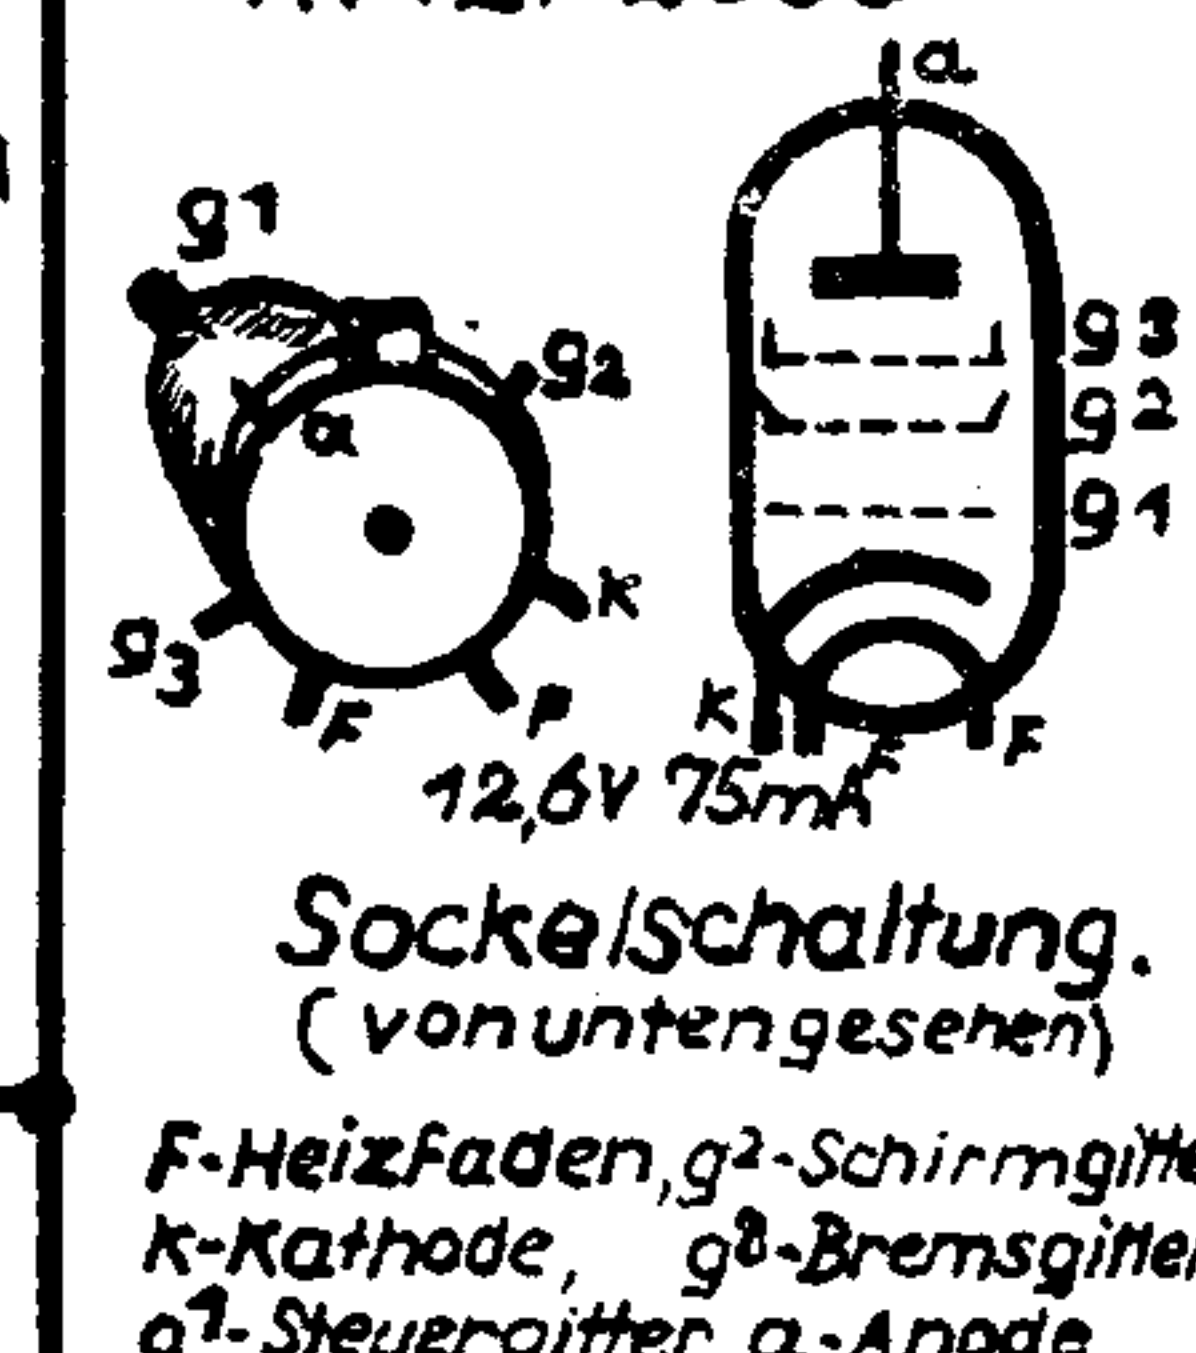 a
g1
g3
g2
g2
a
g1
K
g3
F
P
K
F
F
12,6V 75mA
Sockelschaltung.
(von unten gesehen)
F-Heizfaden, g2-Schirmgitte
K-Kathode, g3-Bremsgitter
g1-Steuergitter a-Anode